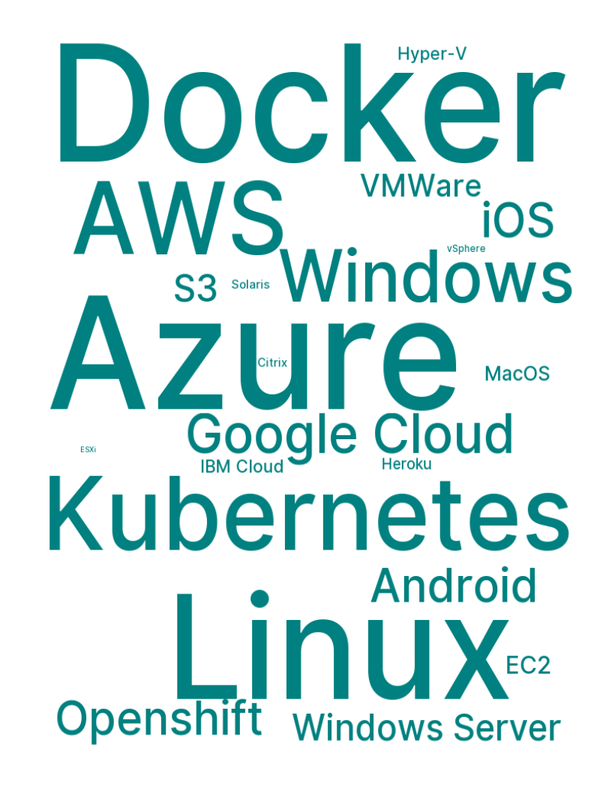 Hyper-V
Docker
VMWare
AWS
iOS
vSphere
Windows
S3
Solaris
Azure
Citrix
MacOS
Google Cloud
ESXi
IBM Cloud
Heroku
Kubernetes
Android
Linux
EC2
Openshift
Windows Server